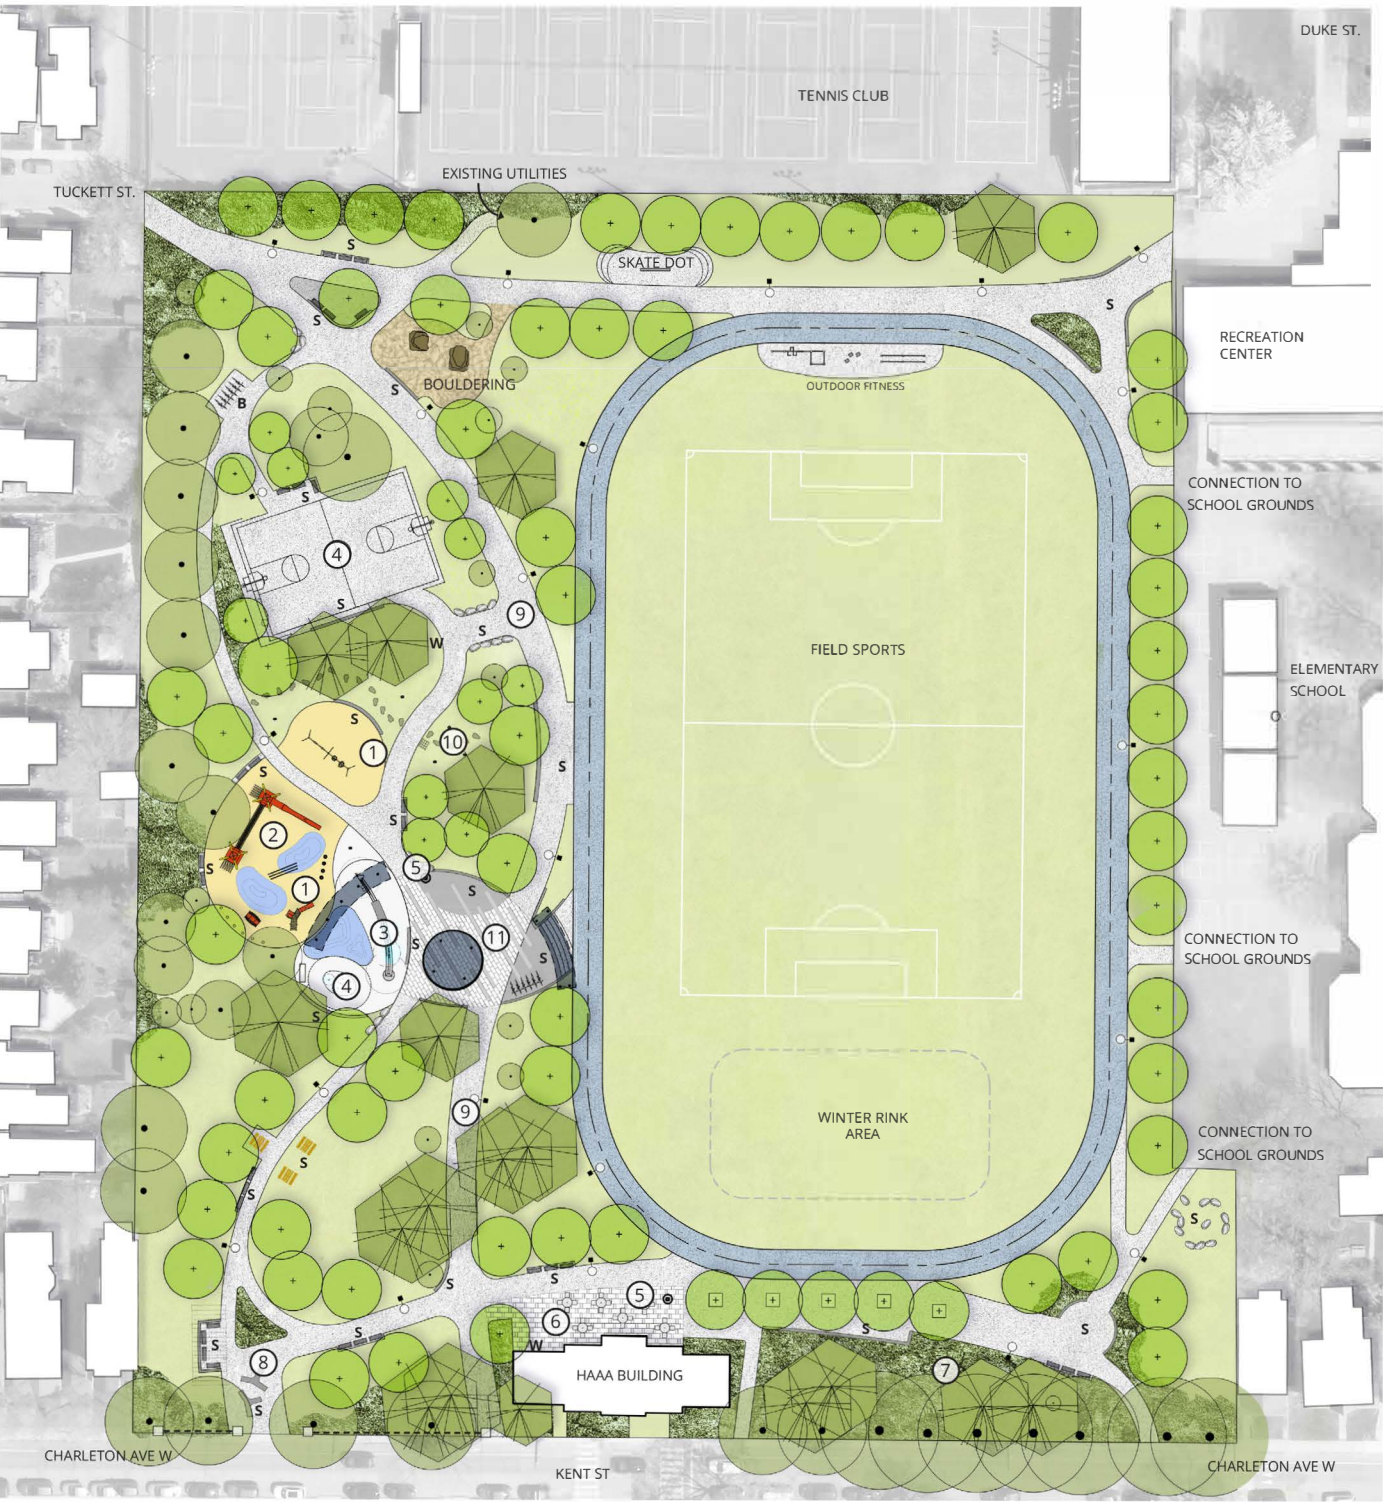 DUKE ST.
TENNIS CLUB
EXISTING UTILITIES
TUCKETT ST.
S
SKATE DOT
S
S
RECREATION
CENTER
BOULDERING
OUTDOOR FITNESS
S
B
CONNECTION TO
SCHOOL GROUNDS
S
4
S
9
S
W
FIELD SPORTS
ELEMENTARY
SCHOOL
S
1
10
S
S
S
2
5
S
1
S
3
S
11
S
4
S
CONNECTION TO
SCHOOL GROUNDS
9
WINTER RINK
AREA
CONNECTION TO
SCHOOL GROUNDS
S
S
S
S
S
5
6
S
S
S
S
W
8
HAAA BUILDING
7
S
CHARLETON AVE W
KENT ST
CHARLETON AVE W